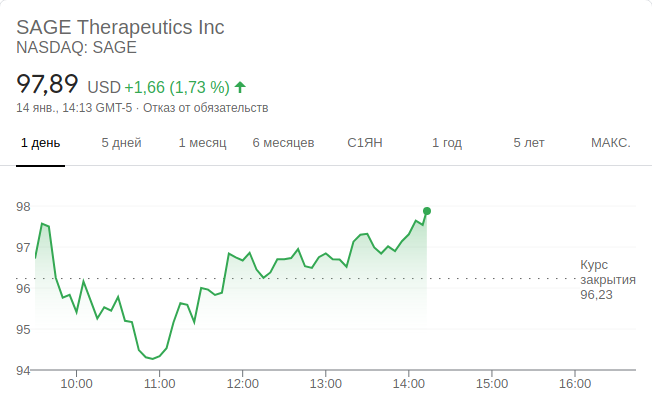 SAGE Therapeutics Inc
NASDAQ: SAGE
97,89 USD +1,66 (1,73 %)
14 янв., 14:13 GMT-5 · Отказ от обязательств
1 день 5 дней 1 месяц 6 месяцев С1ЯН 1 год 5 лет МАКС.
98
97
96
95
94
Курс
закрытия
96,23
10:00 11:00 12:00 13:00 14:00 15:00 16:00